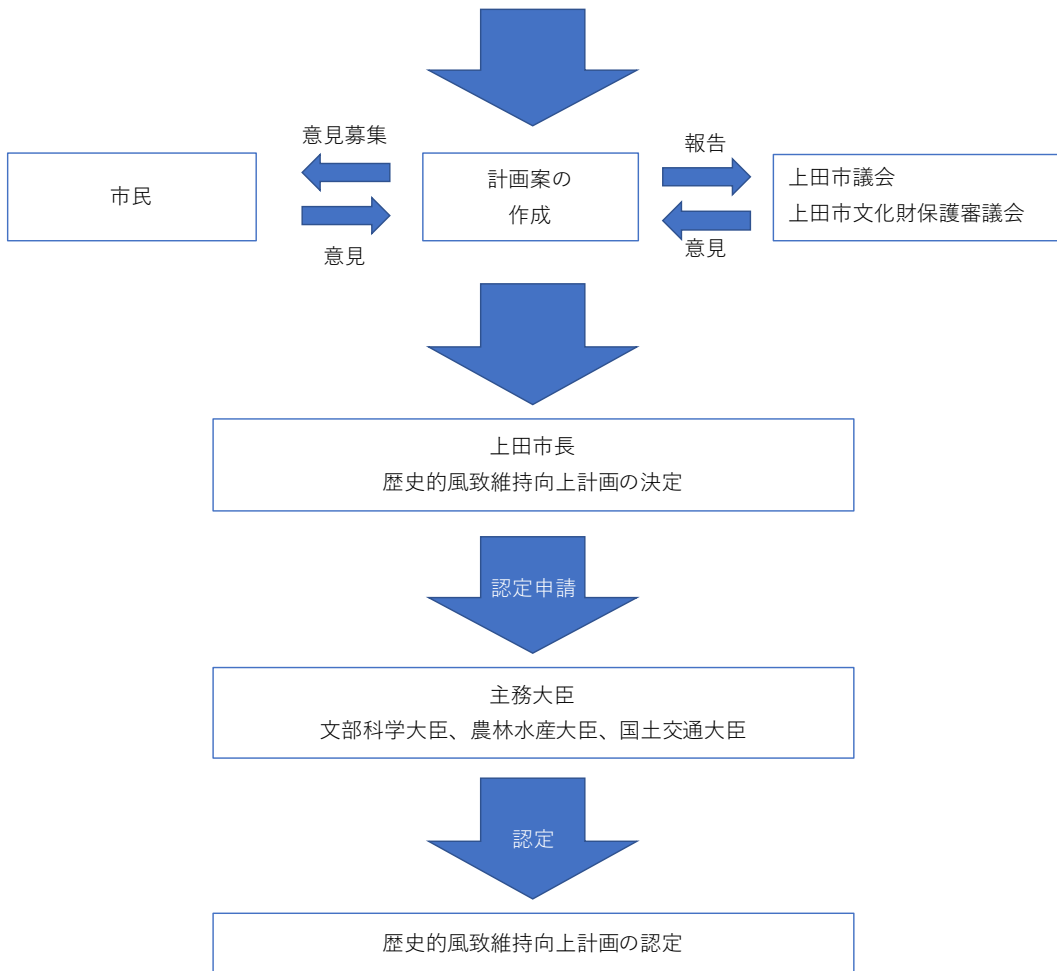 意見募集
報告
市民
計画案の
作成
上田市議会
上田市文化財保護審議会
意見
意見
上田市長
歴史的風致維持向上計画の決定
認定申請
主務大臣
文部科学大臣、農林水産大臣、国土交通大臣
認定
歴史的風致維持向上計画の認定